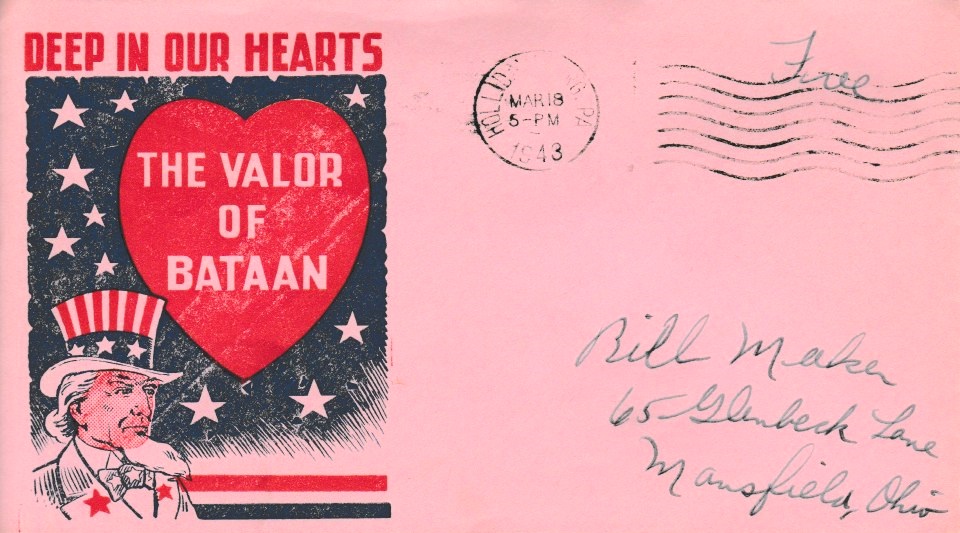 DEEP IN OUR HEARTS
THE VALOR
OF
BATAAN
MAR 18
5-PM
1943
PA
Free
Bill Maker
65 Glenbeck Lane
Mansfield, Ohio